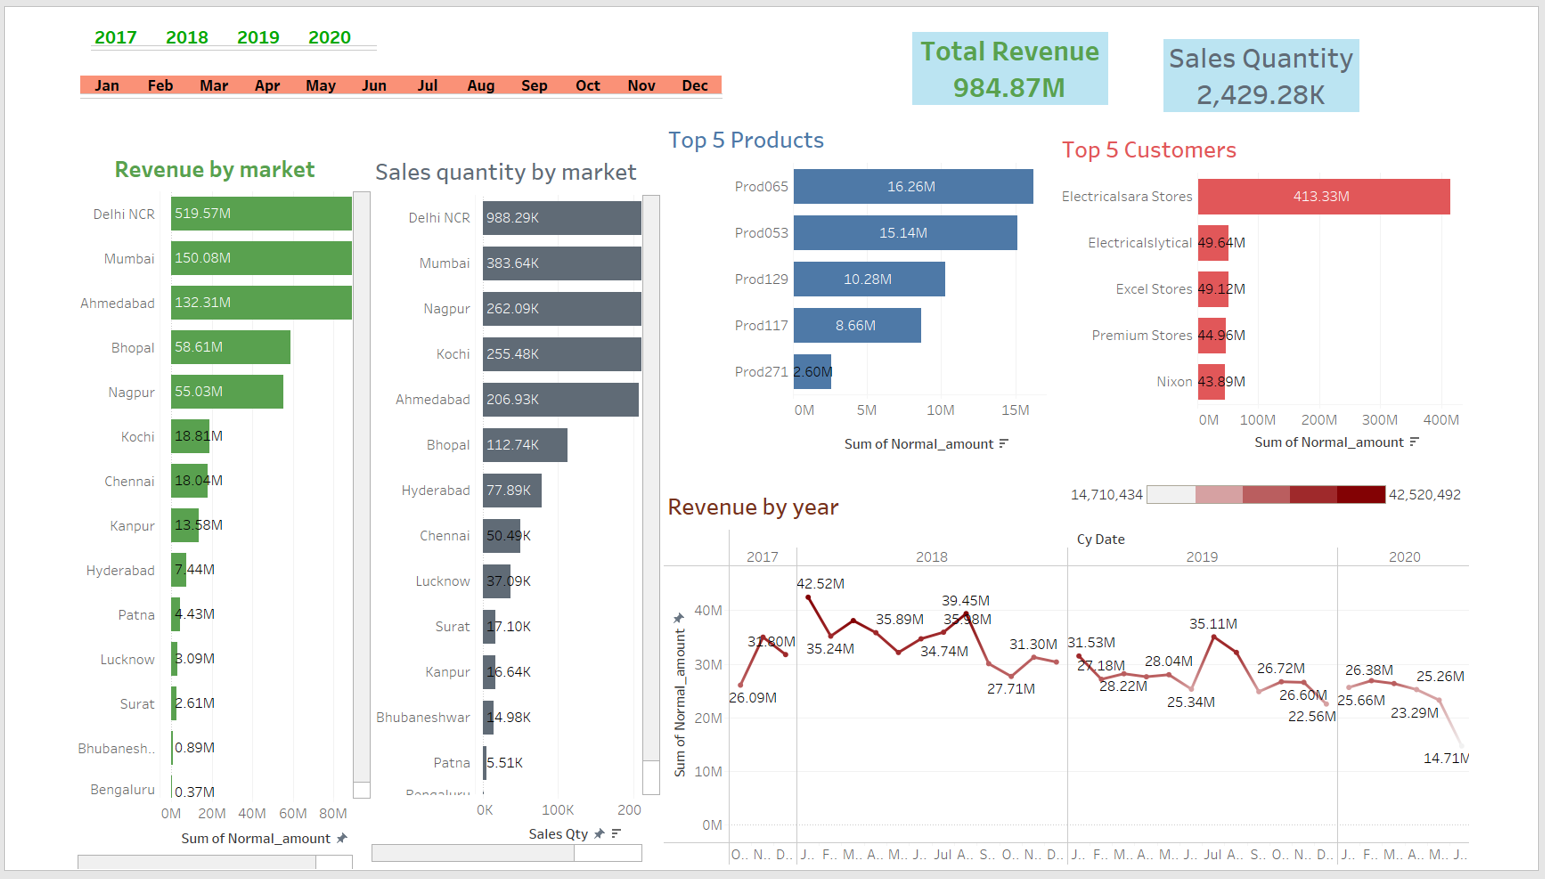 2017 2018 2019 2020
Jan Feb Mar Apr May Jun Jul Aug Sep Oct Nov Dec
Total Revenue
984.87M
Sales Quantity
2,429.28K
Revenue by market
Delhi NCR 519.57M
Mumbai 150.08M
Ahmedabad 132.31M
Bhopal 58.61M
Nagpur 55.03M
Kochi 18.81M
Chennai 18.04M
Kanpur 13.58M
Hyderabad 7.44M
Patna 4.43M
Lucknow 3.09M
Surat 2.61M
Bhubanesh.. 0.89M
Bengaluru 0.37M
0M 20M 40M 60M 80M
Sum of Normal_amount
Sales quantity by market
Delhi NCR 988.29K
Mumbai 383.64K
Nagpur 262.09K
Kochi 255.48K
Ahmedabad 206.93K
Bhopal 112.74K
Hyderabad 77.89K
Chennai 50.49K
Lucknow 37.09K
Surat 17.10K
Kanpur 16.64K
Bhubaneshwar 14.98K
Patna 5.51K
Bengaluru
0K 100K 200
Sales Qty
Top 5 Products
Prod065 16.26M
Prod053 15.14M
Prod129 10.28M
Prod117 8.66M
Prod271 2.60M
0M 5M 10M 15M
Sum of Normal_amount
Top 5 Customers
Electricalsara Stores 413.33M
Electricalslytical 49.64M
Excel Stores 49.12M
Premium Stores 44.96M
Nixon 43.89M
0M 100M 200M 300M 400M
Sum of Normal_amount
14,710,434 42,520,492
Revenue by year
Cy Date
2017 2018 2019 2020
Sum of Normal_amount
40M
30M
20M
10M
0M
26.09M
31.80M
42.52M
35.24M
35.89M
34.74M
39.45M
35.98M
27.71M
31.30M
31.53M
27.18M
28.22M
28.04M
25.34M
35.11M
26.72M
26.60M
22.56M
25.66M
26.38M
23.29M
25.26M
14.71M
O.. N.. D.. J.. F.. M.. A.. M.. J.. Jul A.. S.. O.. N.. D.. J.. F.. M.. A.. M.. J.. Jul A.. S.. O.. N.. D.. J.. F.. M.. A.. M.. J..